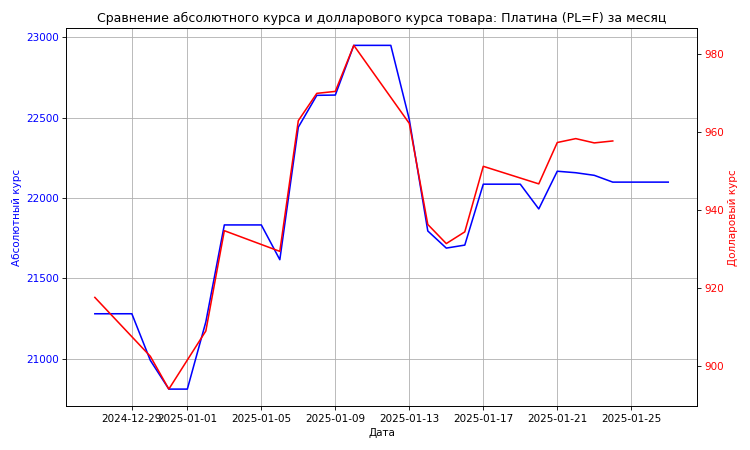 Сравнение абсолютного курса и долларового курса товара: Платина (PL=F) за месяц
23000
22500
22000
21500
21000
Абсолютный курс
980
960
940
920
900
Долларовый курс
2024-12-29 2025-01-01 2025-01-05 2025-01-09 2025-01-13 2025-01-17 2025-01-21 2025-01-25
Дата